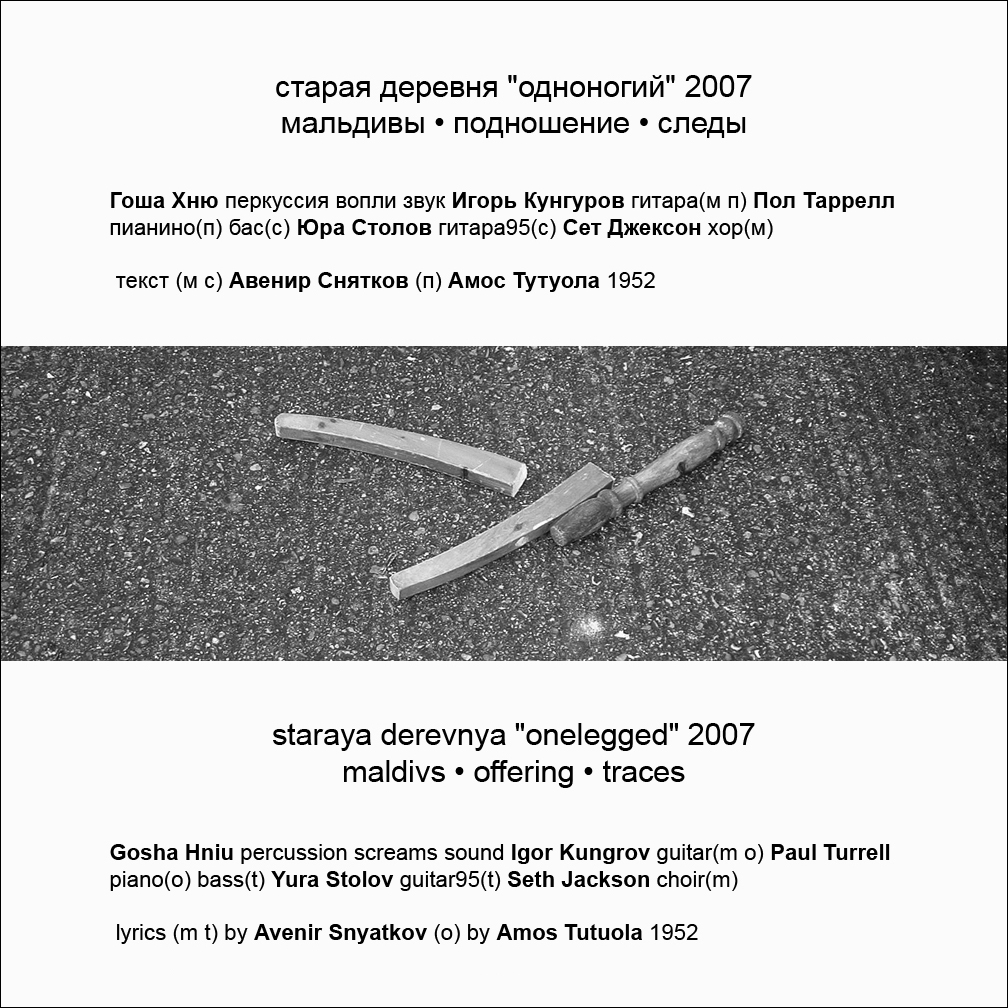 старая деревня "одноногий" 2007
мальдивы • подношение • следы
Гоша Хню перкуссия вопли звук Игорь Кунгуров гитара(м п) Пол Таррелл
пианино(п) бас(с) Юра Столов гитара95(с) Сет Джексон хор(м)
текст (м с) Авенир Снятков (п) Амос Тутуола 1952
staraya derevnya "onelegged" 2007
maldivs • offering • traces
Gosha Hniu percussion screams sound Igor Kungrov guitar(m o) Paul Turrell
piano(o) bass(t) Yura Stolov guitar95(t) Seth Jackson choir(m)
lyrics (m t) by Avenir Snyatkov (o) by Amos Tutuola 1952